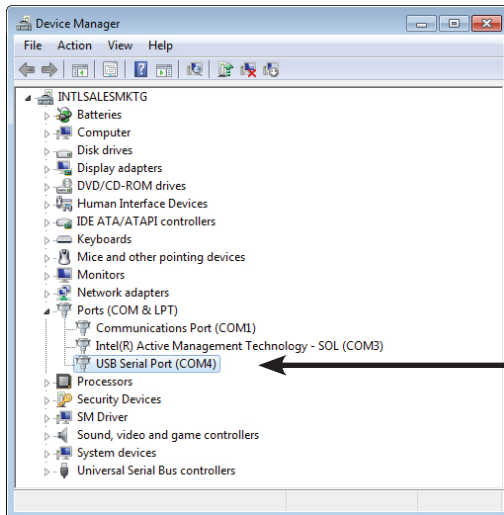 Device Manager
File Action View Help
INTLSALESMKTG
Batteries
Computer
Disk drives
Display adapters
DVD/CD-ROM drives
Human Interface Devices
IDE ATA/ATAPI controllers
Keyboards
Mice and other pointing devices
Monitors
Network adapters
Ports (COM & LPT)
Communications Port (COM1)
Intel(R) Active Management Technology - SOL (COM3)
USB Serial Port (COM4)
Processors
Security Devices
SM Driver
Sound, video and game controllers
System devices
Universal Serial Bus controllers